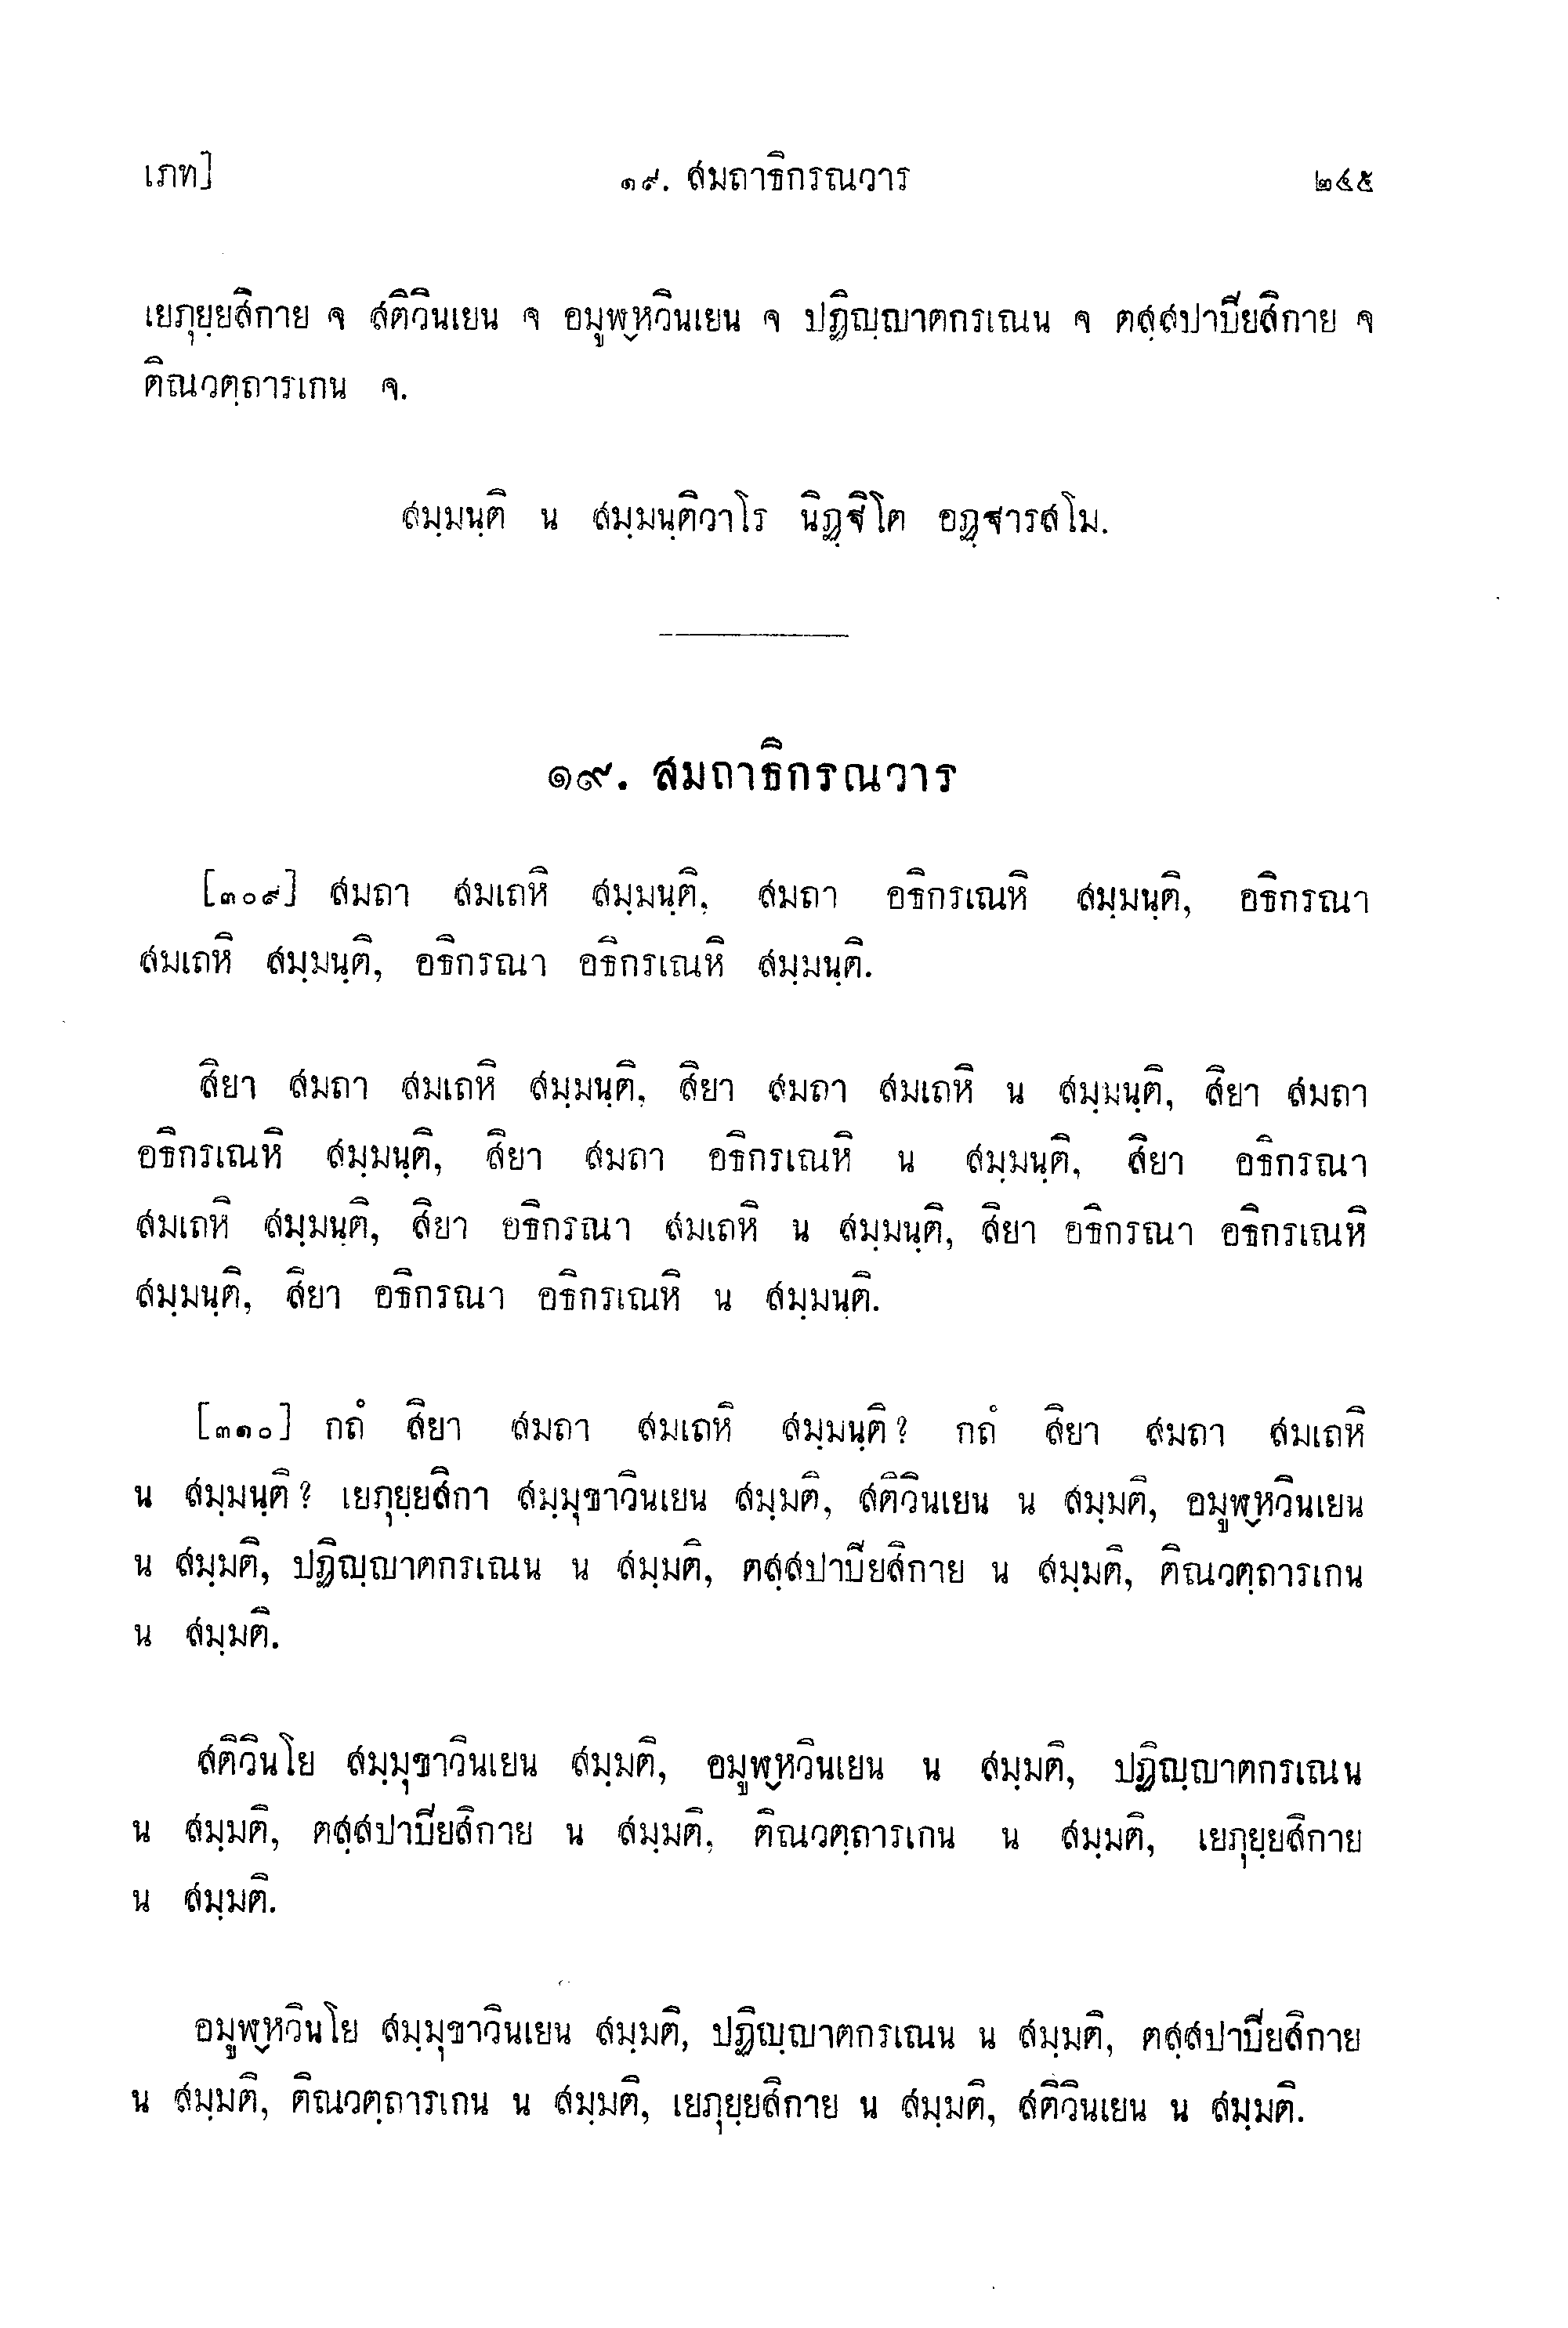 เภท]
๑๙. สมถาธิกรณวาร
๒๔๕
เยภุยฺยสิกาย จ สติวินเยน จ อมูฬฺหวินเยน จ ปฏิญฺญาตกรเณน จ ตสฺสปาปิยสิกาย จ
ติณวตฺถารเกน จ.
สมฺมนฺติ น สมฺมนฺติวาโร นิฏฺฐิโต อฏฺฐารสโม.
๑๙. สมถาธิกรณวาร
[๓๐๙] สมถา สมเถหิ สมฺมนฺติ, สมถา อธิกรเณหิ สมฺมนฺติ, อธิกรณา
สมเถหิ สมฺมนฺติ, อธิกรณา อธิกรเณหิ สมฺมนฺติ.
สิยา สมถา สมเถหิ สมฺมนฺติ, สิยา สมถา สมเถหิ น สมฺมนฺติ, สิยา สมถา
อธิกรเณหิ สมฺมนฺติ, สิยา สมถา อธิกรเณหิ น สมฺมนฺติ, สิยา อธิกรณา
สมเถหิ สมฺมนฺติ, สิยา อธิกรณา สมเถหิ น สมฺมนฺติ, สิยา อธิกรณา อธิกรเณหิ
สมฺมนฺติ, สิยา อธิกรณา อธิกรเณหิ น สมฺมนฺติ.
[๓๑๐] กถํ สิยา สมถา สมเถหิ สมฺมนฺติ? กถํ สิยา สมถา สมเถหิ
น สมฺมนฺติ? เยภุยฺยสิกา สมฺมุขาวินเยน สมฺมติ, สติวินเยน น สมฺมติ, อมูฬฺหวินเยน
น สมฺมติ, ปฏิญฺญาตกรเณน น สมฺมติ, ตสฺสปาปิยสิกาย น สมฺมติ, ติณวตฺถารเกน
น สมฺมติ.
สติวินโย สมฺมุขาวินเยน สมฺมติ, อมูฬฺหวินเยน น สมฺมติ, ปฏิญฺญาตกรเณน
น สมฺมติ, ตสฺสปาปิยสิกาย น สมฺมติ, ติณวตฺถารเกน น สมฺมติ, เยภุยฺยสิกาย
น สมฺมติ.
อมูฬฺหวินโย สมฺมุขาวินเยน สมฺมติ, ปฏิญฺญาตกรเณน น สมฺมติ, ตสฺสปาปิยสิกาย
น สมฺมติ, ติณวตฺถารเกน น สมฺมติ, เยภุยฺยสิกาย น สมฺมติ, สติวินเยน น สมฺมติ.